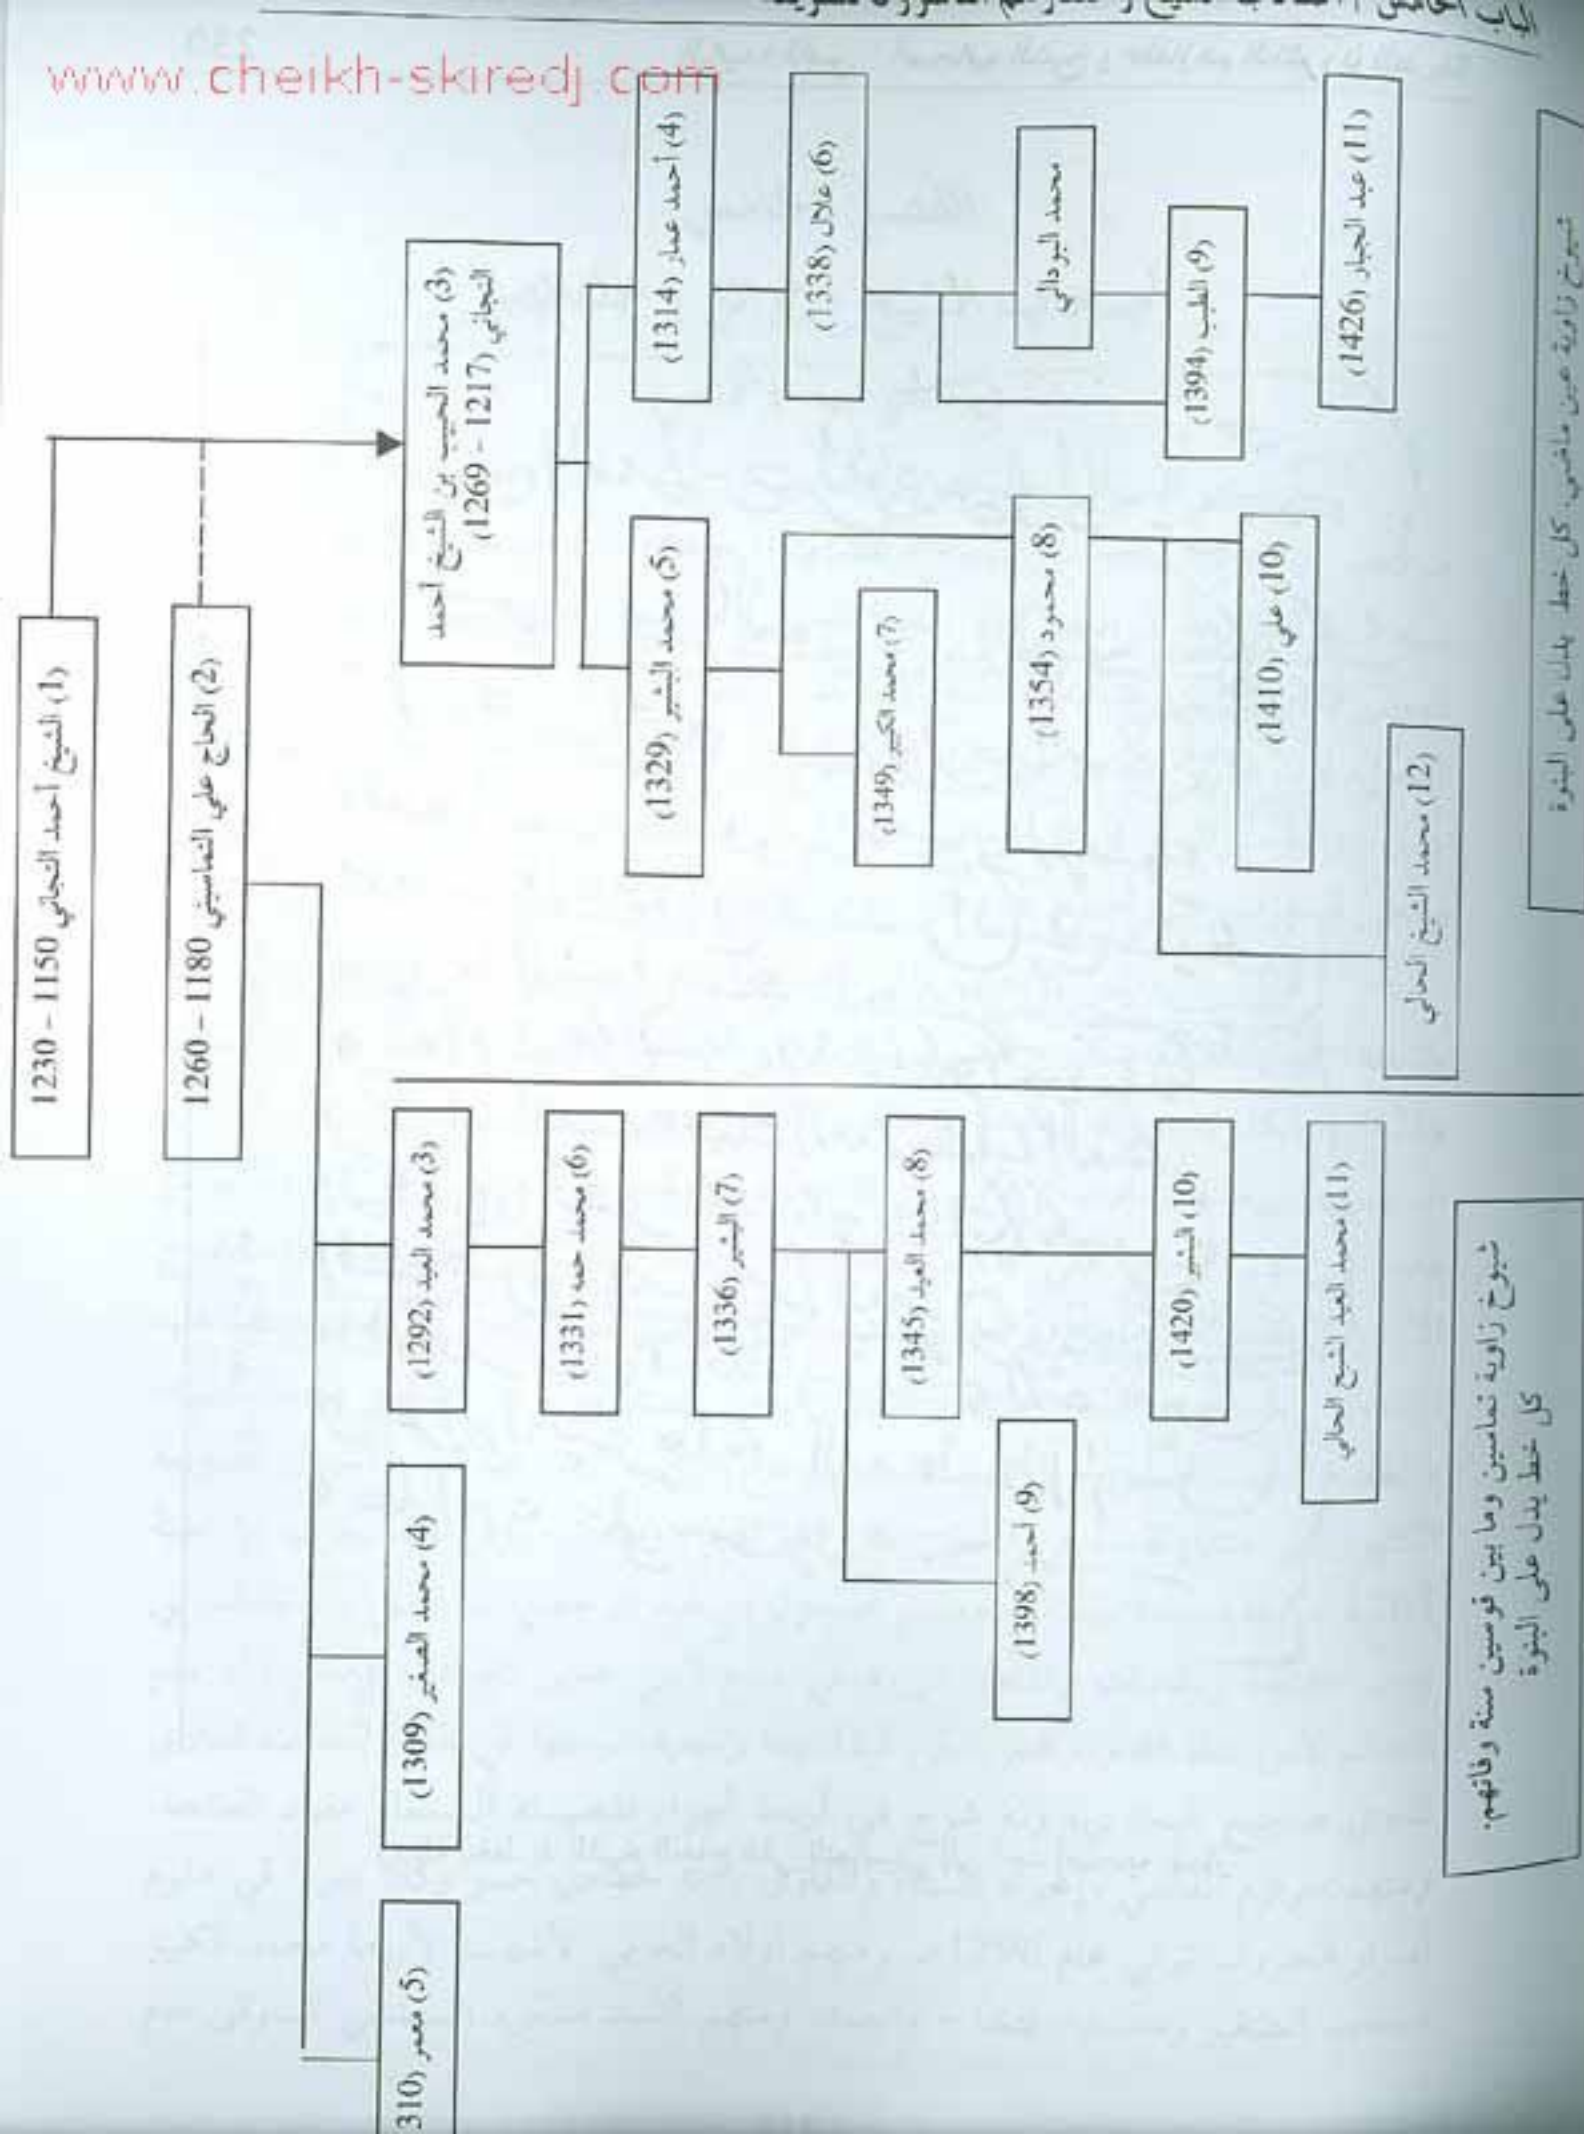 www.cheikh-skiredj.com
(1) الشيخ أحمد التجاني 1150 – 1230
(2) الحاج علي التماسيني 1180 – 1260
(3) محمد الحبيب بن الشيخ أحمد
التجاني (1217 - 1269)
(4) أحمد عمار (1314)
(5) محمد البشير (1329)
(6) علال (1338)
(7) محمد الكبير (1349)
محمد البودالي
(8) محمود (1354)
(9) الطيب (1394)
(10) علي (1410)
(11) عبد الجبار (1426)
(12) محمد الشيخ الحالي
شيوخ زاوية عين ماضي. كل خط يدل على البنوة
(3) محمد العيد (1292)
(4) محمد الصغير (1309)
(5) معمر (310
(6) محمد حمه (1331)
(7) البشير (1336)
(8) محمد العيد (1345)
(9) أحمد (1398)
(10) البشير (1420)
(11) محمد العيد الشيخ الحالي
شيوخ زاوية تماسين وما بين قوسين سنة وفاتهم.
كل خط يدل على البنوة